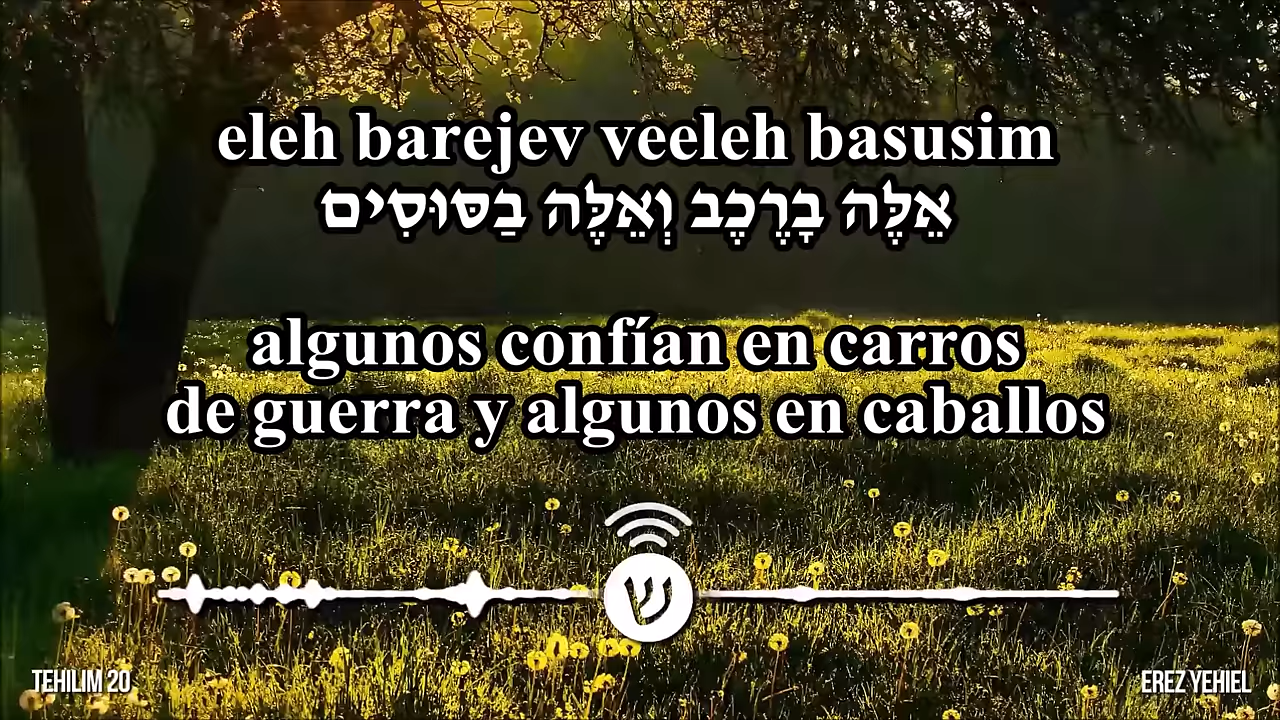 eleh barejev veeleh basusim
אֵלֶּה בָרֶכֶב וְאֵלֶּה בַסּוּסִים
algunos confían en carros
de guerra y algunos en caballos
ש
TEHILIM 20
EREZ YEHIEL